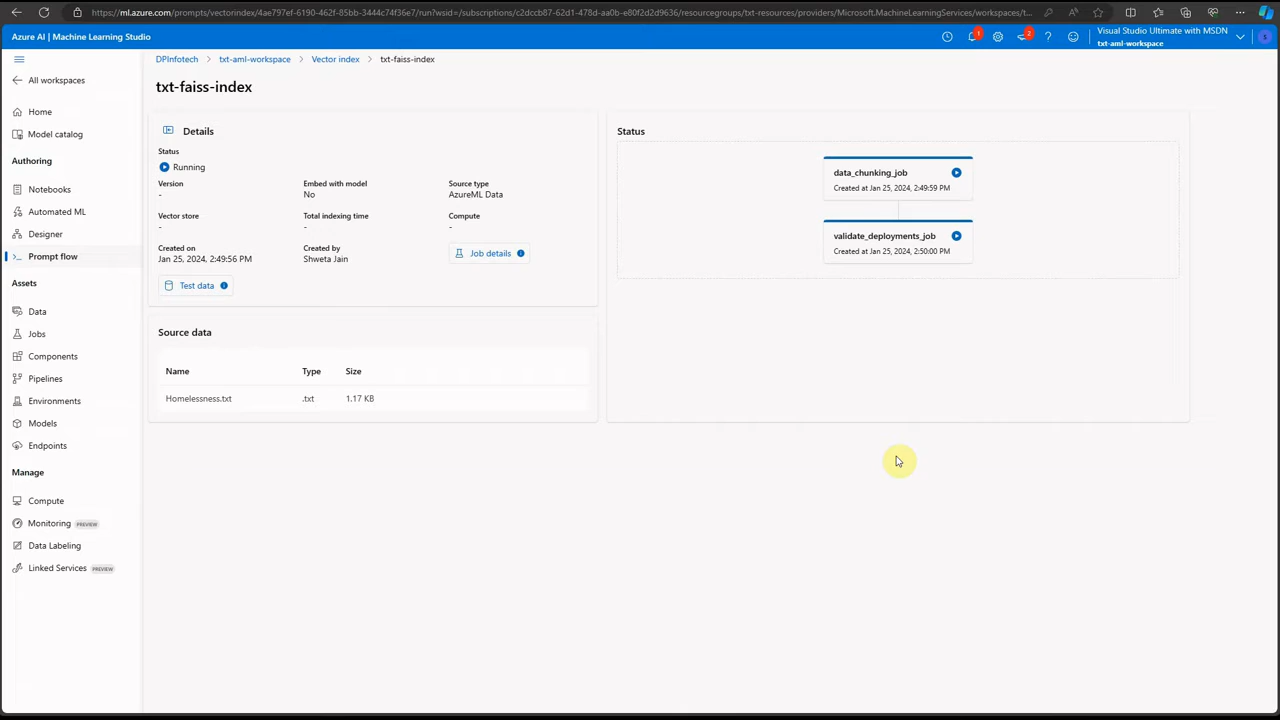 https://ml.azure.com/prompts/vectorindex/4ae797ef-6190-462f-85bb-3444c74f36e7/run?wsid=/subscriptions/c2dccb87-62d1-478d-aa0b-e80f2d2d9636/resourcegroups/txt-resources/providers/Microsoft.MachineLearningServices/workspaces/t...
Azure AI | Machine Learning Studio
1
2
Visual Studio Ultimate with MSDN
txt-aml-workspace
S
All workspaces
Home
Model catalog
Authoring
Notebooks
Automated ML
Designer
Prompt flow
Assets
Data
Jobs
Components
Pipelines
Environments
Models
Endpoints
Manage
Compute
Monitoring PREVIEW
Data Labeling
Linked Services PREVIEW
DPInfotech > txt-aml-workspace > Vector index > txt-faiss-index
txt-faiss-index
Details
Status
Running
Version
-
Embed with model
No
Source type
AzureML Data
Vector store
-
Total indexing time
-
Compute
-
Created on
Jan 25, 2024, 2:49:56 PM
Created by
Shweta Jain
Job details
Test data
Source data
Name Type Size
Homelessness.txt .txt 1.17 KB
Status
data_chunking_job
Created at Jan 25, 2024, 2:49:59 PM
validate_deployments_job
Created at Jan 25, 2024, 2:50:00 PM